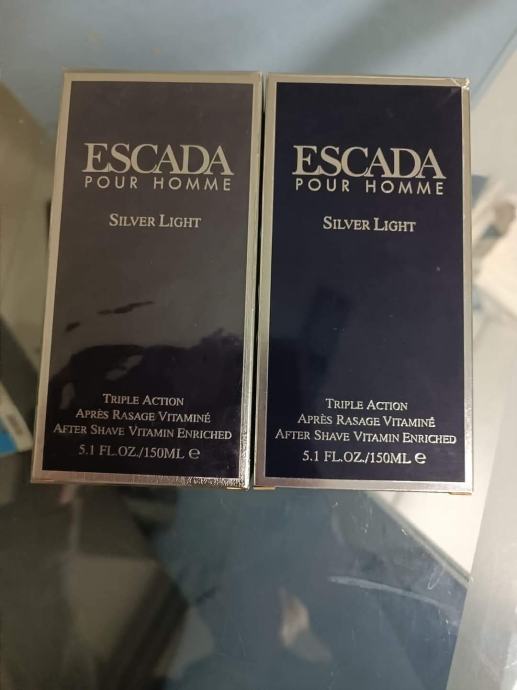 ESCADA
POUR HOMME
SILVER LIGHT
TRIPLE ACTION
APRÈS RASAGE VITAMINÉ
AFTER SHAVE VITAMIN ENRICHED
5.1 FL.OZ./150ML ℮
ESCADA
POUR HOMME
SILVER LIGHT
TRIPLE ACTION
APRÈS RASAGE VITAMINÉ
AFTER SHAVE VITAMIN ENRICHED
5.1 FL.OZ./150ML ℮